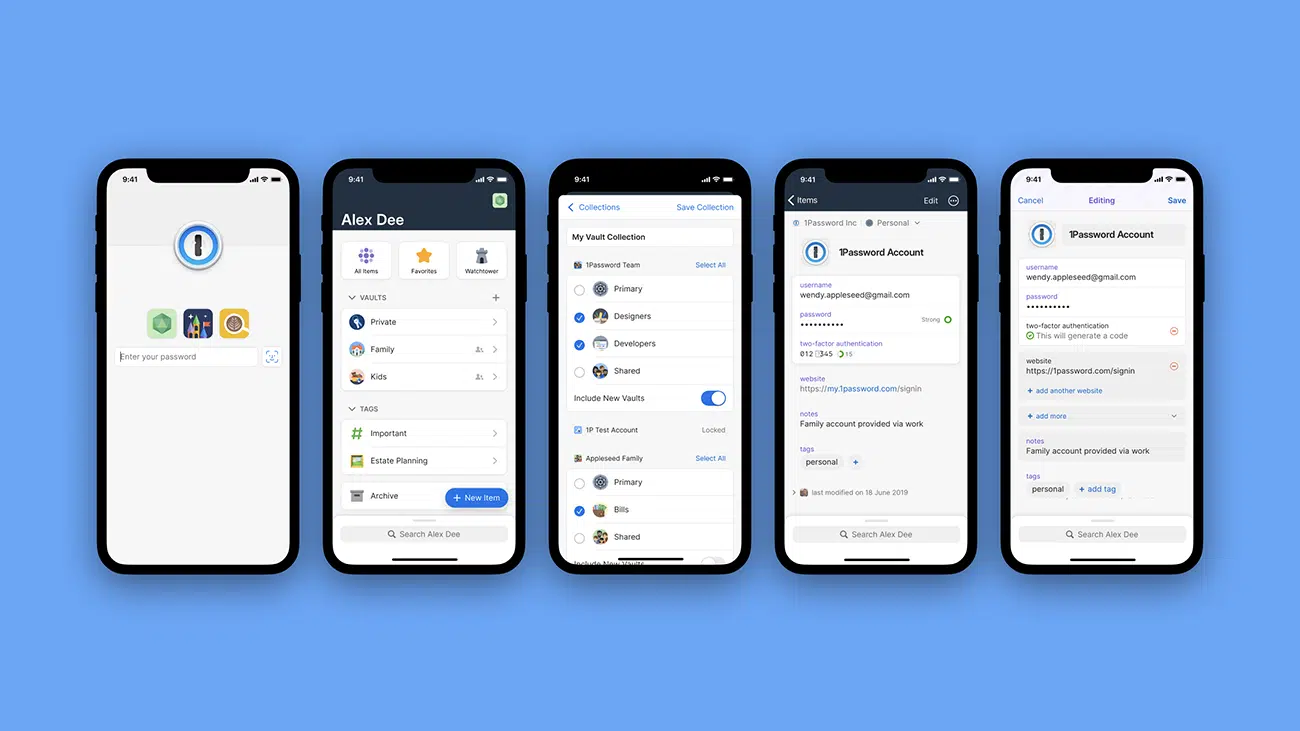 9:41
Enter your password
9:41
Alex Dee
All Items
Favorites
Watchtower
VAULTS
Private
Family
Kids
TAGS
Important
Estate Planning
Archive
+ New Item
Search Alex Dee
9:41
Collections
Save Collection
My Vault Collection
1Password Team
Select All
Primary
Designers
Developers
Shared
Include New Vaults
1P Test Account
Locked
Appleseed Family
Select All
Primary
Bills
Shared
Include New Vaults
9:41
Items
Edit
1Password Inc
Personal
1Password Account
username
wendy.appleseed@gmail.com
password
••••••••••
Strong
two-factor authentication
012 345
15
website
https://my.1password.com/signin
notes
Family account provided via work
tags
personal
+
last modified on 18 June 2019
Search Alex Dee
9:41
Cancel
Editing
Save
1Password Account
username
wendy.appleseed@gmail.com
password
••••••••••
two-factor authentication
This will generate a code
website
https://1password.com/signin
+ add another website
+ add more
notes
Family account provided via work
tags
personal
+ add tag
Search Alex Dee